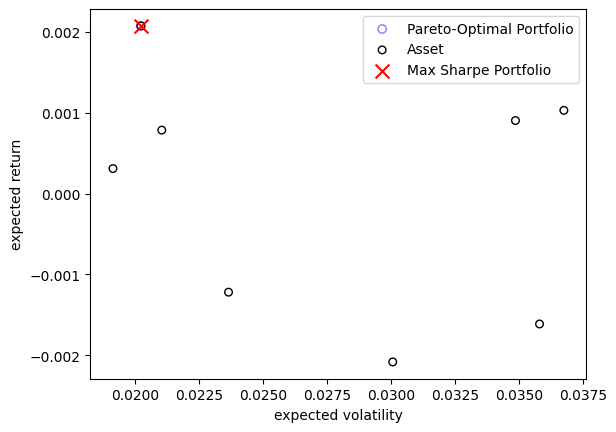 Pareto-Optimal Portfolio
Asset
Max Sharpe Portfolio
0.002
0.001
0.000
−0.001
−0.002
expected return
0.0200 0.0225 0.0250 0.0275 0.0300 0.0325 0.0350 0.0375
expected volatility